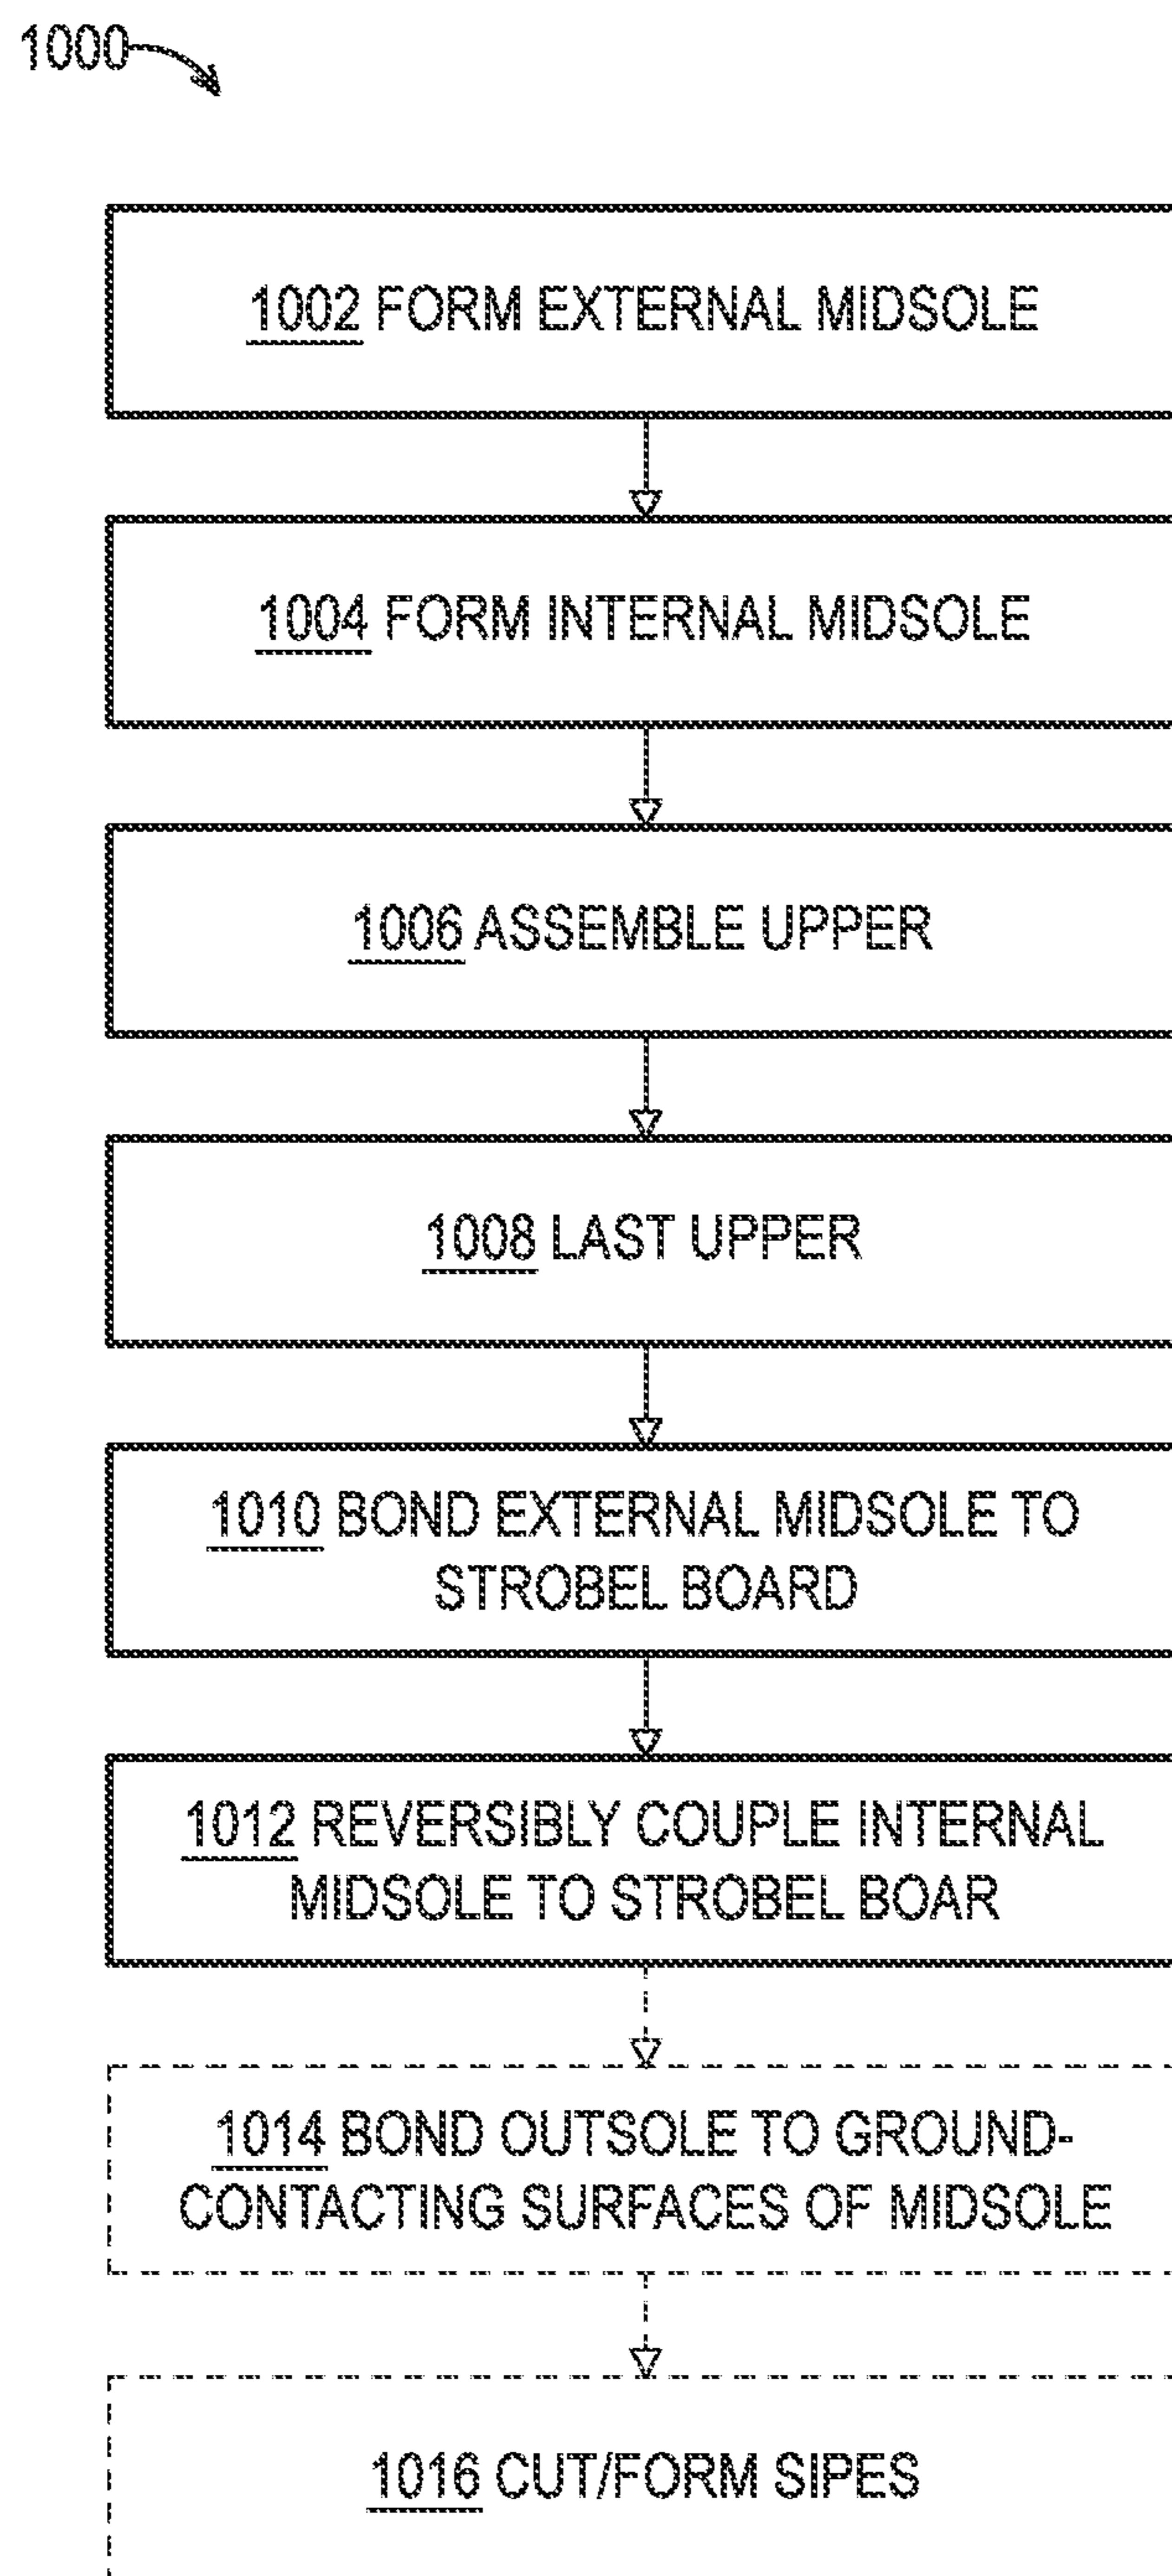 1000
1002 FORM EXTERNAL MIDSOLE
1004 FORM INTERNAL MIDSOLE
1006 ASSEMBLE UPPER
1008 LAST UPPER
1010 BOND EXTERNAL MIDSOLE TO
STROBEL BOARD
1012 REVERSIBLY COUPLE INTERNAL
MIDSOLE TO STROBEL BOAR
1014 BOND OUTSOLE TO GROUND-
CONTACTING SURFACES OF MIDSOLE
1016 CUT/FORM SIPES